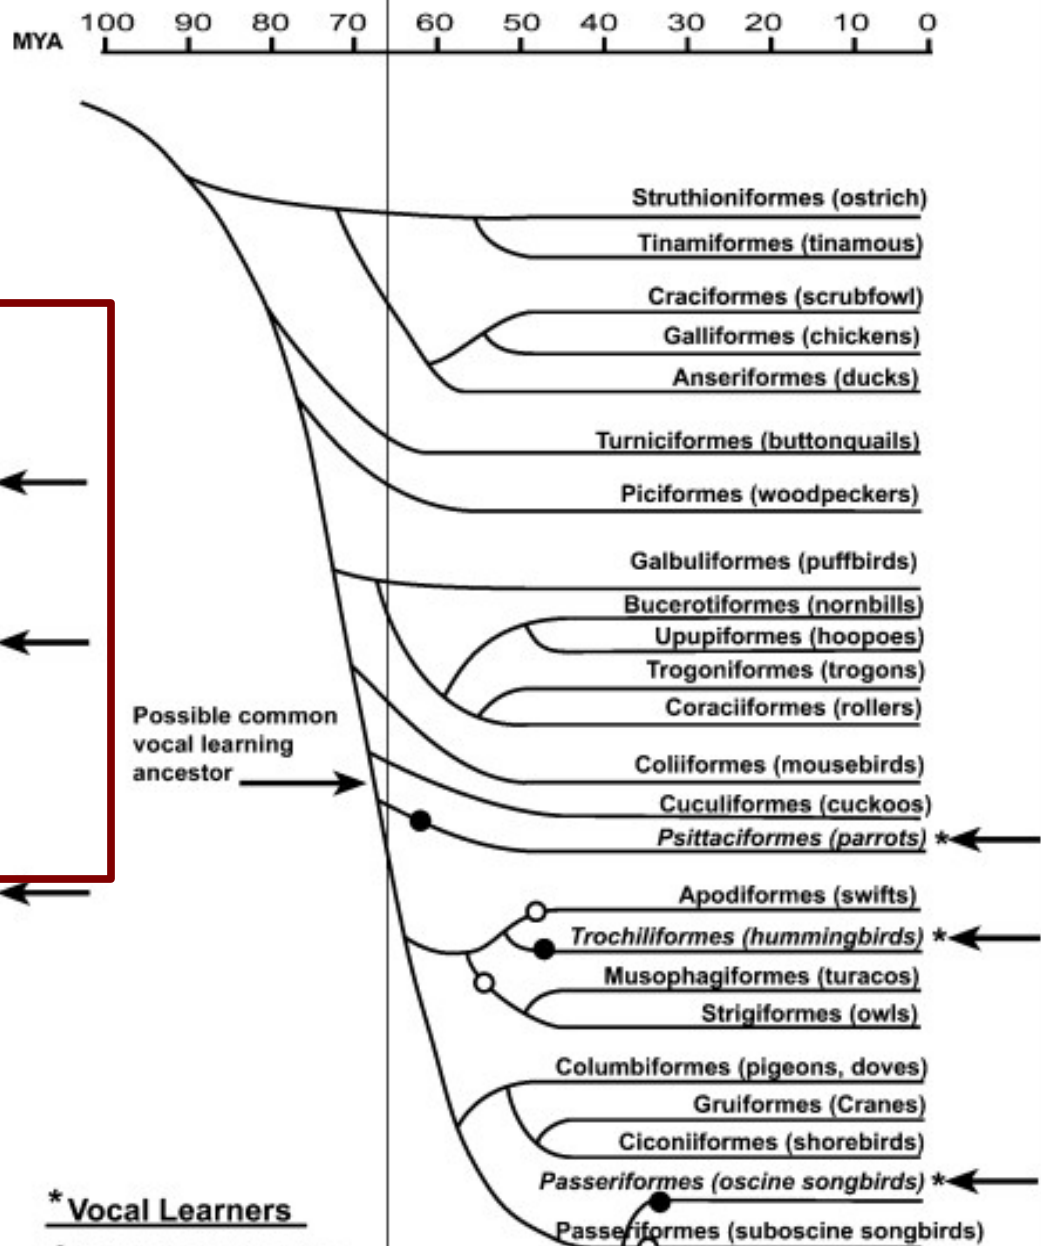 100 90 80 70 60 50 40 30 20 10 0
MYA
Struthioniformes (ostrich)
Tinamiformes (tinamous)
Craciformes (scrubfowl)
Galliformes (chickens)
Anseriformes (ducks)
Turniciformes (buttonquails)
Piciformes (woodpeckers)
Galbuliformes (puffbirds)
Bucerotiformes (nornbills)
Upupiformes (hoopoes)
Trogoniformes (trogons)
Coraciiformes (rollers)
Possible common
vocal learning
ancestor
Coliiformes (mousebirds)
Cuculiformes (cuckoos)
Psittaciformes (parrots) *
Apodiformes (swifts)
Trochiliformes (hummingbirds) *
Musophagiformes (turacos)
Strigiformes (owls)
Columbiformes (pigeons, doves)
Gruiformes (Cranes)
Ciconiiformes (shorebirds)
Passeriformes (oscine songbirds) *
* Vocal Learners
Passeriformes (suboscine songbirds)